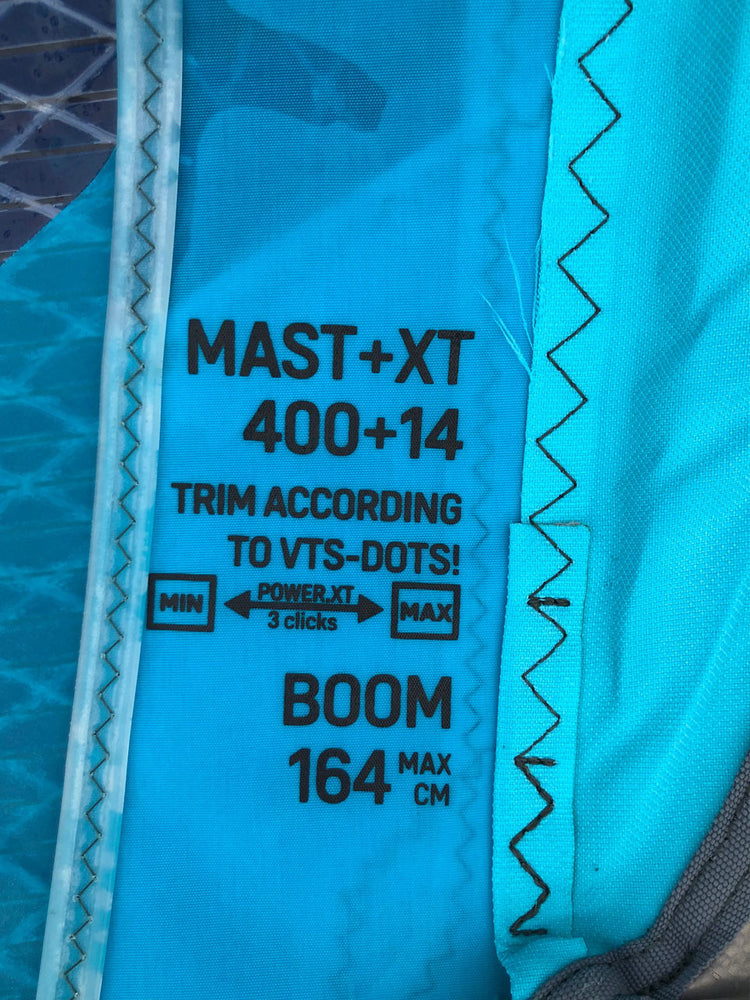 MAST+XT
400+14
TRIM ACCORDING
TO VTS-DOTS!
MIN POWER.XT MAX
3 clicks
BOOM
164 MAX
CM